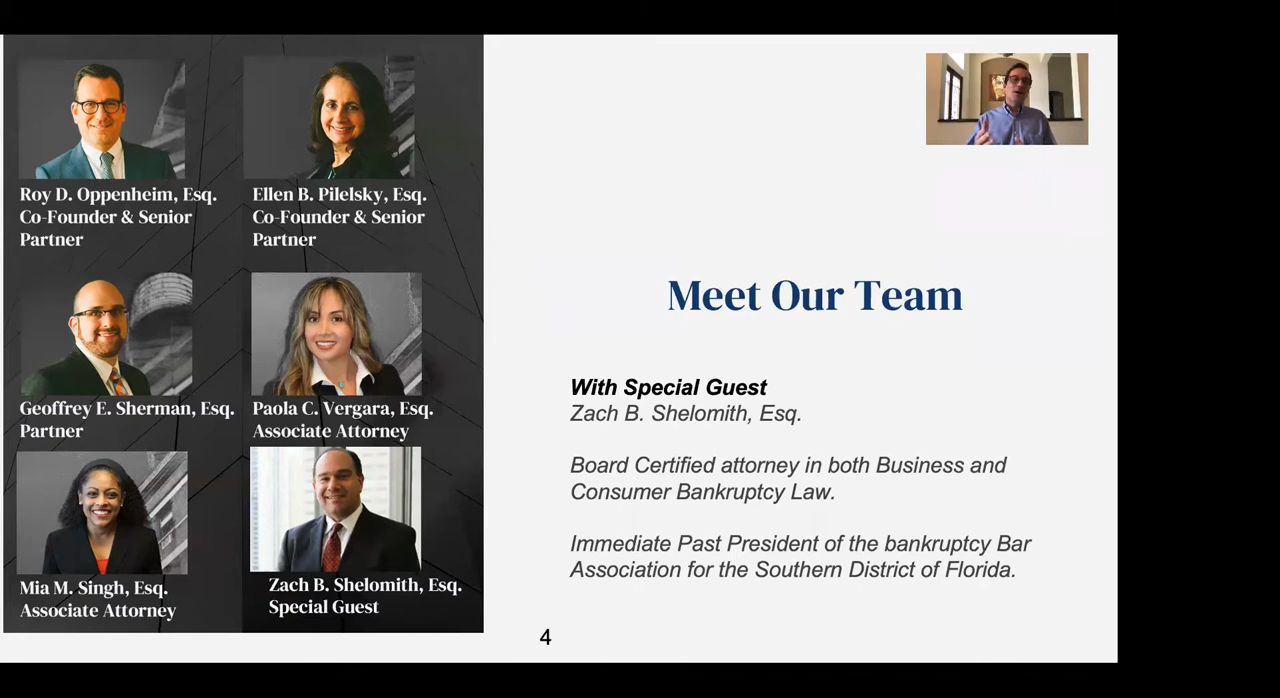 Roy D. Oppenheim, Esq.
Co-Founder & Senior
Partner
Ellen B. Pilelsky, Esq.
Co-Founder & Senior
Partner
Geoffrey E. Sherman, Esq.
Partner
Paola C. Vergara, Esq.
Associate Attorney
Mia M. Singh, Esq.
Associate Attorney
Zach B. Shelomith, Esq.
Special Guest
Meet Our Team
With Special Guest
Zach B. Shelomith, Esq.
Board Certified attorney in both Business and
Consumer Bankruptcy Law.
Immediate Past President of the bankruptcy Bar
Association for the Southern District of Florida.
4